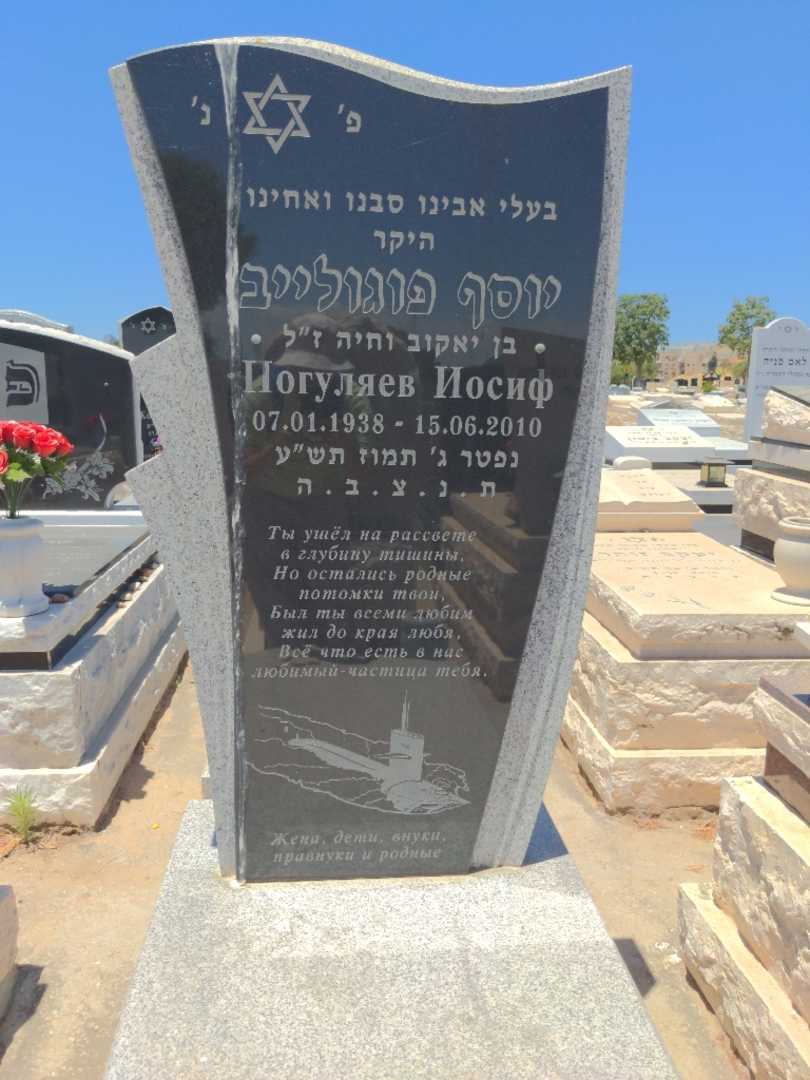 פ׳ נ׳
בעלי אבינו סבנו ואחינו
היקר
יוסף פוגולייב
בן יאקוב וחיה ז״ל
Погуляев Иосиф
07.01.1938 - 15.06.2010
נפטר ג׳ תמוז תש״ע
ת . נ . צ . ב . ה
Ты ушёл на рассвете
в глубину тишины,
Но остались родные
потомки твои,
Был ты всеми любим
жил до края любя,
Всё что есть в нас
любимый-частица тебя.
Жена, дети, внуки,
правнуки и родные